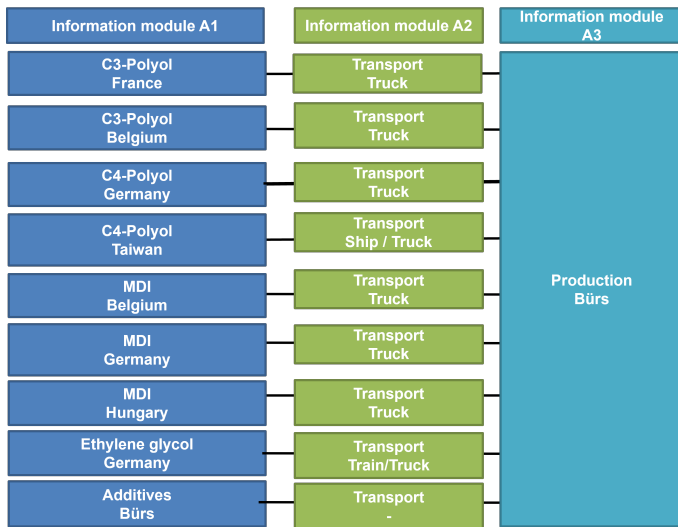 Information module A1
Information module A2
Information module
A3
C3-Polyol
France
Transport
Truck
C3-Polyol
Belgium
Transport
Truck
C4-Polyol
Germany
Transport
Truck
C4-Polyol
Taiwan
Transport
Ship / Truck
MDI
Belgium
Transport
Truck
MDI
Germany
Transport
Truck
MDI
Hungary
Transport
Truck
Ethylene glycol
Germany
Transport
Train/Truck
Additives
Bürs
Transport
-
Production
Bürs